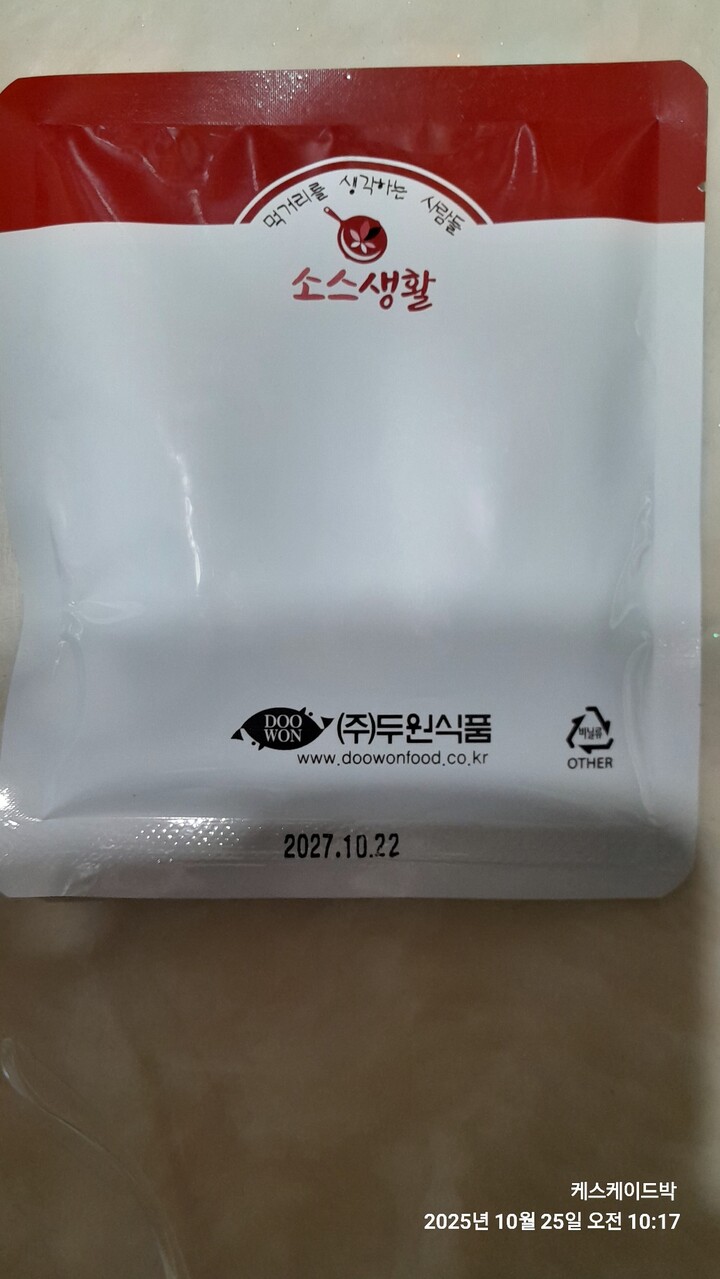 먹거리를 생각하는 사람들
소스생활
DOO
WON
(주)두원식품
www.doowonfood.co.kr
비닐류
OTHER
2027.10.22
케스케이드박
2025년 10월 25일 오전 10:17